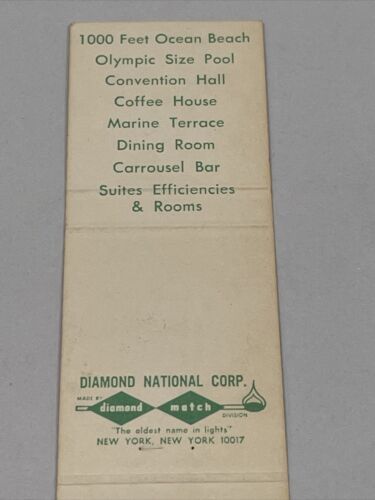 1000 Feet Ocean Beach
Olympic Size Pool
Convention Hall
Coffee House
Marine Terrace
Dining Room
Carrousel Bar
Suites Efficiencies
& Rooms
DIAMOND NATIONAL CORP.
MADE BY
diamond match
DIVISION
"The oldest name in lights"
NEW YORK, NEW YORK 10017